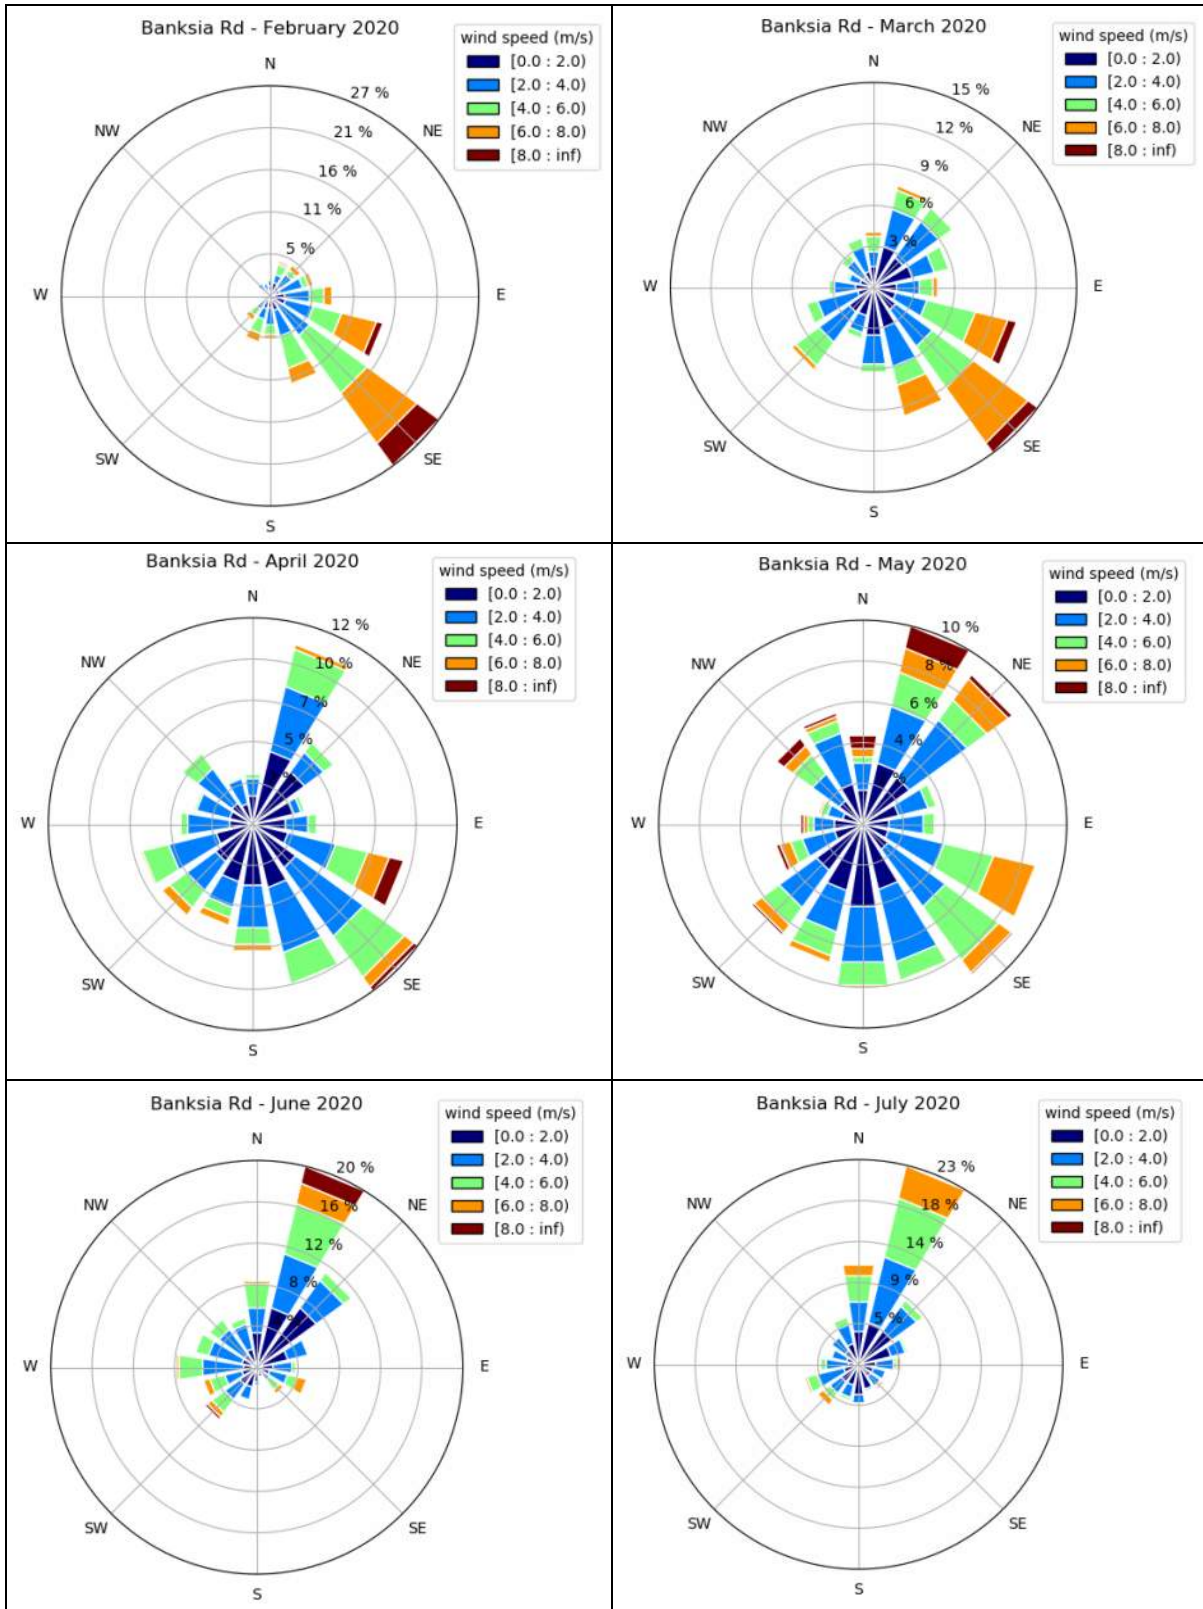 Banksia Rd - February 2020
wind speed (m/s)
[0.0 : 2.0)
[2.0 : 4.0)
[4.0 : 6.0)
[6.0 : 8.0)
[8.0 : inf)
N
27 %
NW
NE
21 %
16 %
11 %
5 %
W
E
SW
SE
S
Banksia Rd - March 2020
wind speed (m/s)
[0.0 : 2.0)
[2.0 : 4.0)
[4.0 : 6.0)
[6.0 : 8.0)
[8.0 : inf)
N
15 %
NW
NE
12 %
9 %
6 %
3 %
W
E
SW
SE
S
Banksia Rd - April 2020
wind speed (m/s)
[0.0 : 2.0)
[2.0 : 4.0)
[4.0 : 6.0)
[6.0 : 8.0)
[8.0 : inf)
N
12 %
NW
NE
10 %
7 %
5 %
W
E
SW
SE
S
Banksia Rd - May 2020
wind speed (m/s)
[0.0 : 2.0)
[2.0 : 4.0)
[4.0 : 6.0)
[6.0 : 8.0)
[8.0 : inf)
N
10 %
NW
NE
8 %
6 %
4 %
%
W
E
SW
SE
S
Banksia Rd - June 2020
wind speed (m/s)
[0.0 : 2.0)
[2.0 : 4.0)
[4.0 : 6.0)
[6.0 : 8.0)
[8.0 : inf)
N
20 %
NW
NE
16 %
12 %
8 %
W
E
SW
SE
S
Banksia Rd - July 2020
wind speed (m/s)
[0.0 : 2.0)
[2.0 : 4.0)
[4.0 : 6.0)
[6.0 : 8.0)
[8.0 : inf)
N
23 %
NW
NE
18 %
14 %
9 %
5 %
W
E
SW
SE
S